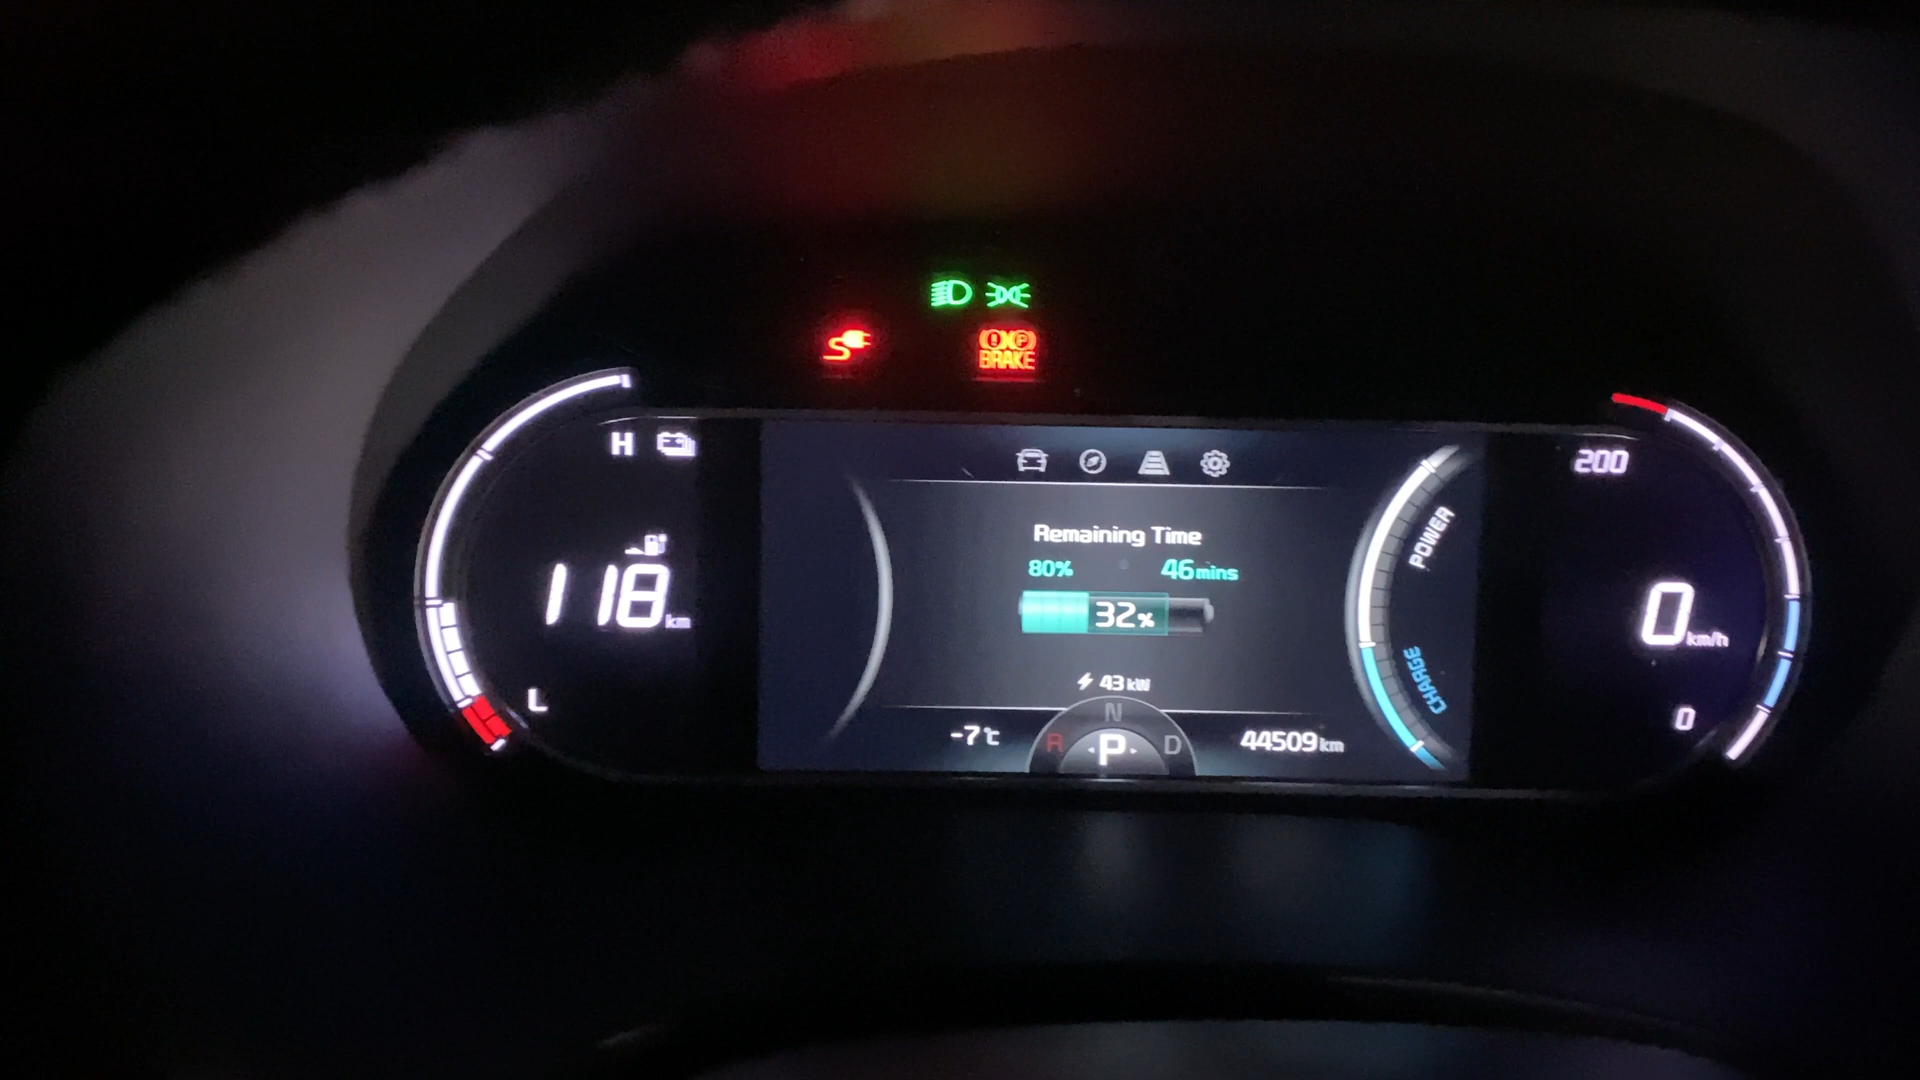 BRAKE
H
200
Remaining Time
80% 46mins
118km
32%
0km/h
POWER
CHARGE
L
43kW
0
N
-7℃
R P D
44509km